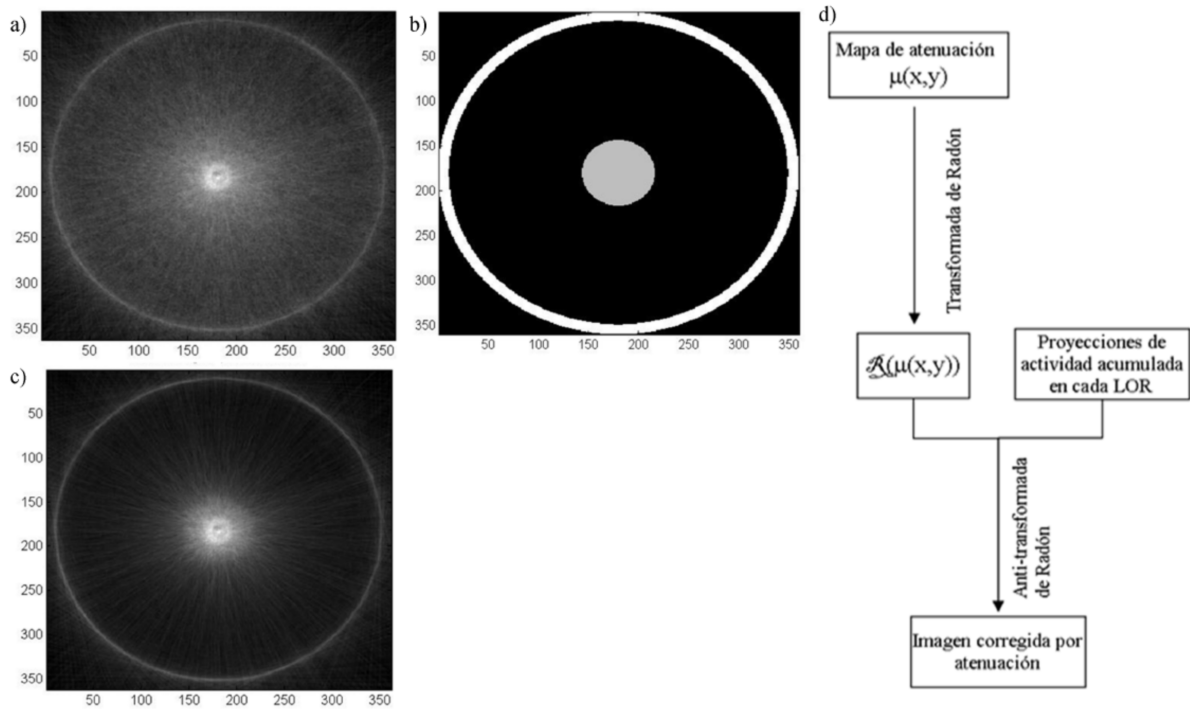 a)
50
100
150
200
250
300
350
50 100 150 200 250 300 350
b)
50
100
150
200
250
300
350
50 100 150 200 250 300 350
c)
50
100
150
200
250
300
350
50 100 150 200 250 300 350
d)
Mapa de atenuación
μ(x,y)
Transformada de Radón
ℛ(μ(x,y))
Proyecciones de
actividad acumulada
en cada LOR
Anti-transformada
de Radón
Imagen corregida por
atenuación